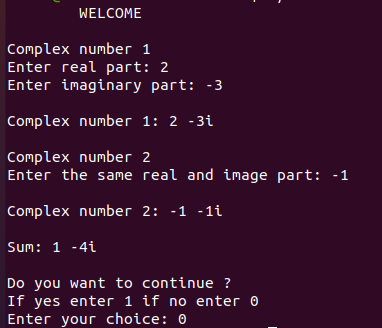 WELCOME
Complex number 1
Enter real part: 2
Enter imaginary part: -3
Complex number 1: 2 -3i
Complex number 2
Enter the same real and image part: -1
Complex number 2: -1 -1i
Sum: 1 -4i
Do you want to continue ?
If yes enter 1 if no enter 0
Enter your choice: 0